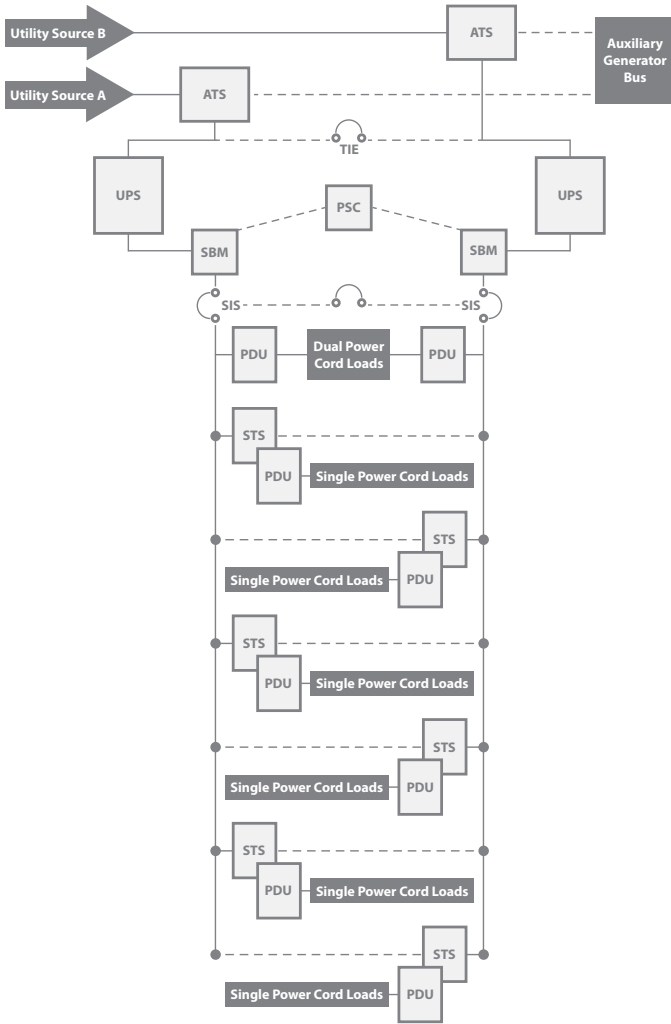 Utility Source B
ATS
Auxiliary
Generator
Bus
Utility Source A
ATS
TIE
UPS
UPS
PSC
SBM
SBM
SIS
SIS
PDU
Dual Power
Cord Loads
PDU
STS
PDU
Single Power Cord Loads
STS
Single Power Cord Loads
PDU
STS
PDU
Single Power Cord Loads
STS
Single Power Cord Loads
PDU
STS
PDU
Single Power Cord Loads
STS
Single Power Cord Loads
PDU